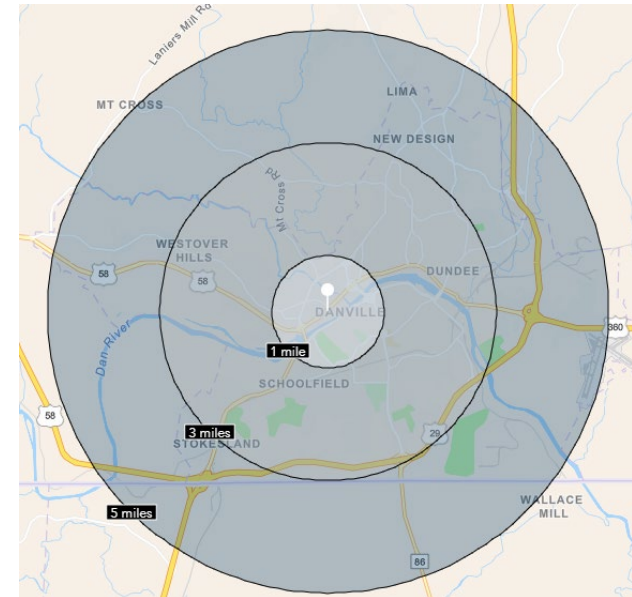 Laniers Mill Rd
MT CROSS
LIMA
NEW DESIGN
Mt Cross Rd
WESTOVER
HILLS
58
58
DUNDEE
DANVILLE
360
Dan River
1 mile
SCHOOLFIELD
58
3 miles
STOKESLAND
29
5 miles
WALLACE
MILL
86